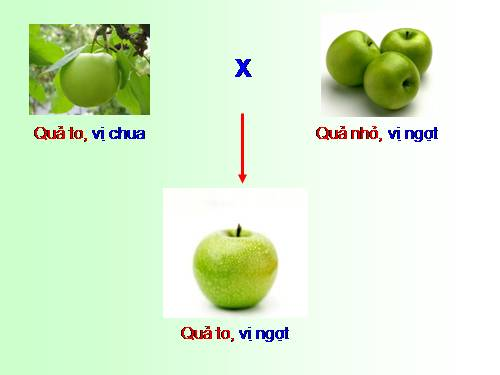 X
Quả to, vị chua
Quả nhỏ, vị ngọt
Quả to, vị ngọt